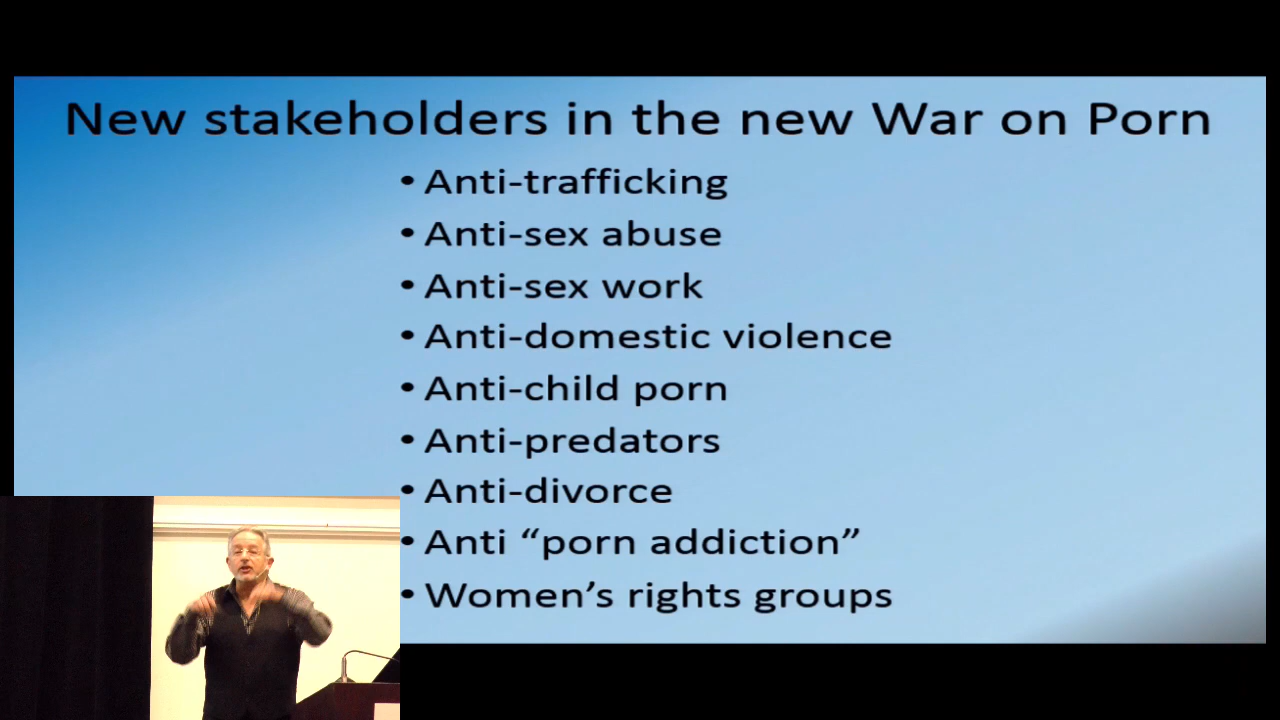 New stakeholders in the new War on Porn
• Anti-trafficking
• Anti-sex abuse
• Anti-sex work
• Anti-domestic violence
• Anti-child porn
• Anti-predators
• Anti-divorce
• Anti “porn addiction”
• Women’s rights groups